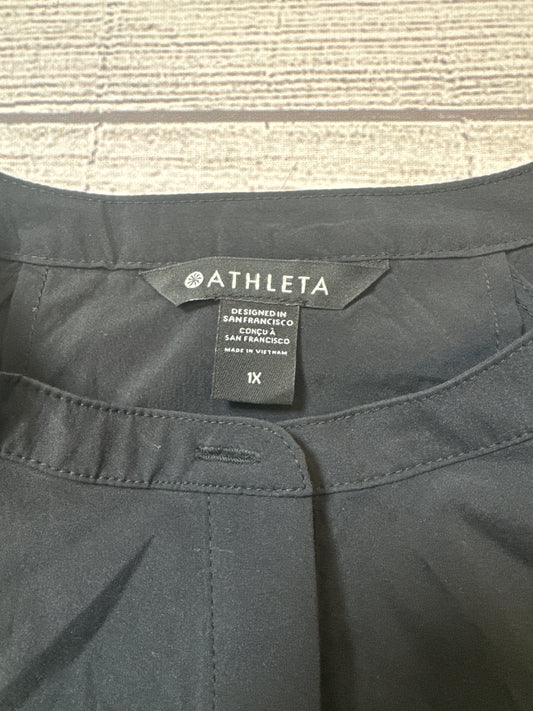 ATHLETA
DESIGNED IN
SAN FRANCISCO
CONÇU À
SAN FRANCISCO
MADE IN VIETNAM
1X